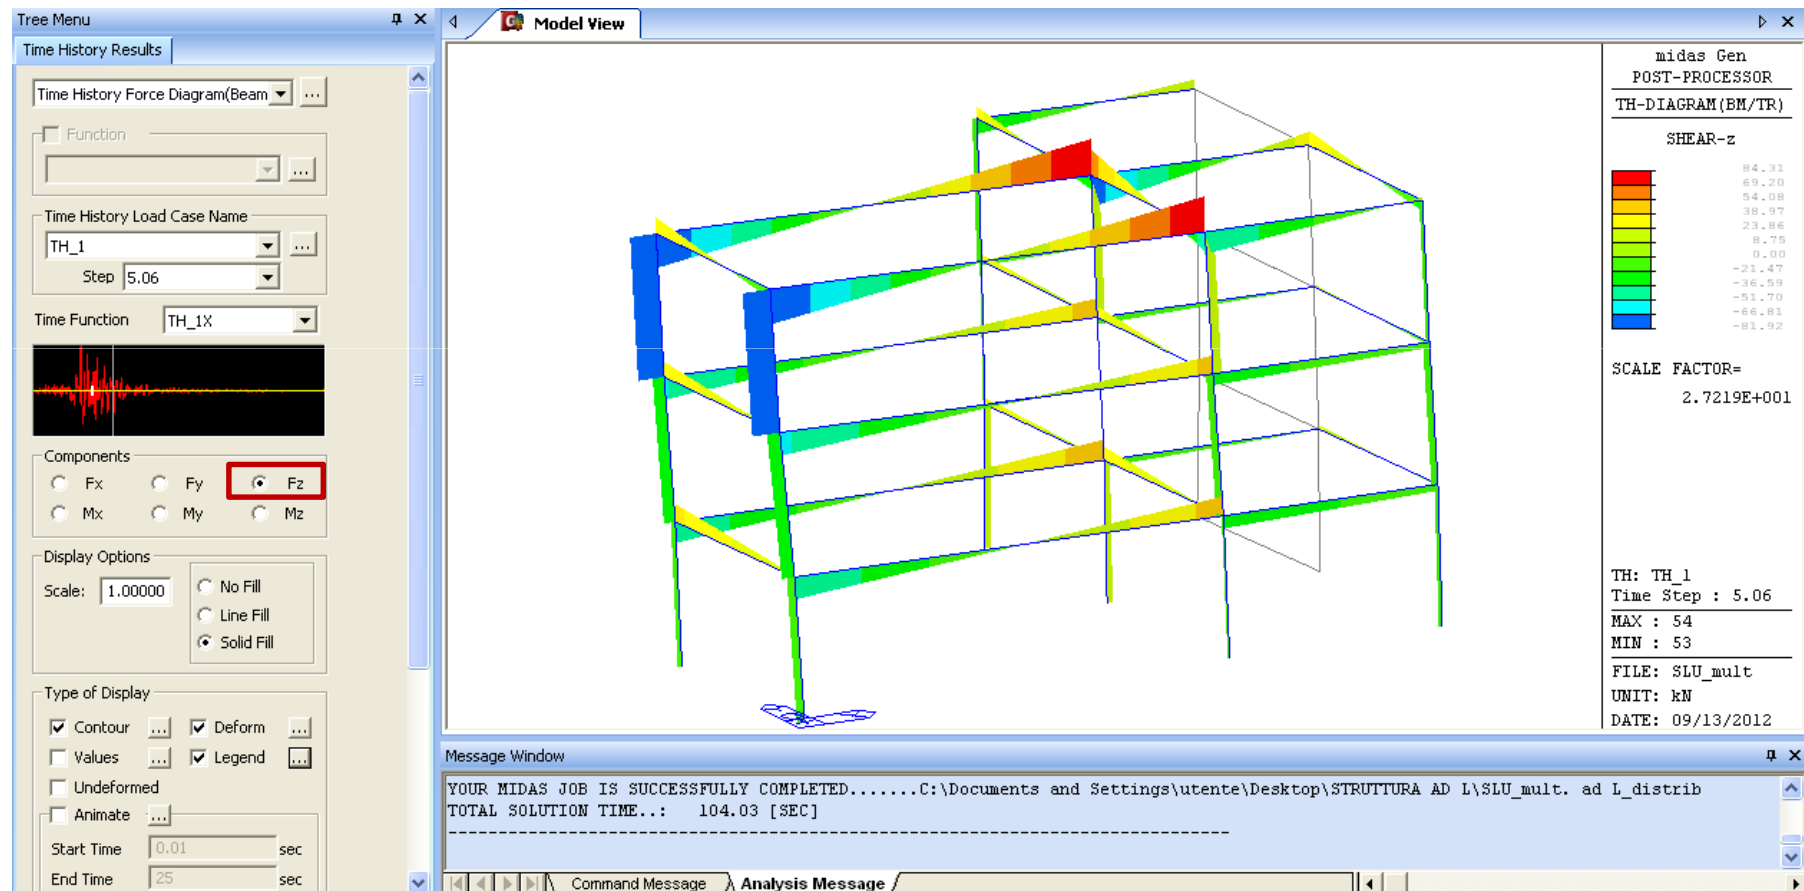 Tree Menu
Time History Results
Time History Force Diagram(Beam
...
Function
...
Time History Load Case Name
TH_1
...
Step 5.06
Time Function TH_1X
Components
Fx Fy Fz
Mx My Mz
Display Options
Scale: 1.00000
No Fill
Line Fill
Solid Fill
Type of Display
Contour ... Deform ...
Values ... Legend ...
Undeformed
Animate ...
Start Time 0.01 sec
End Time 25 sec
Model View
midas Gen
POST-PROCESSOR
TH-DIAGRAM(BM/TR)
SHEAR-z
84.31
69.20
54.08
38.97
23.86
8.75
0.00
-21.47
-36.59
-51.70
-66.81
-81.92
SCALE FACTOR=
2.7219E+001
TH: TH_1
Time Step : 5.06
MAX : 54
MIN : 53
FILE: SLU_mult
UNIT: kN
DATE: 09/13/2012
Message Window
YOUR MIDAS JOB IS SUCCESSFULLY COMPLETED.......C:\Documents and Settings\utente\Desktop\STRUTTURA AD L\SLU_mult. ad L_distrib
TOTAL SOLUTION TIME..: 104.03 [SEC]
------------------------------------------------------------------------------
Command Message Analysis Message